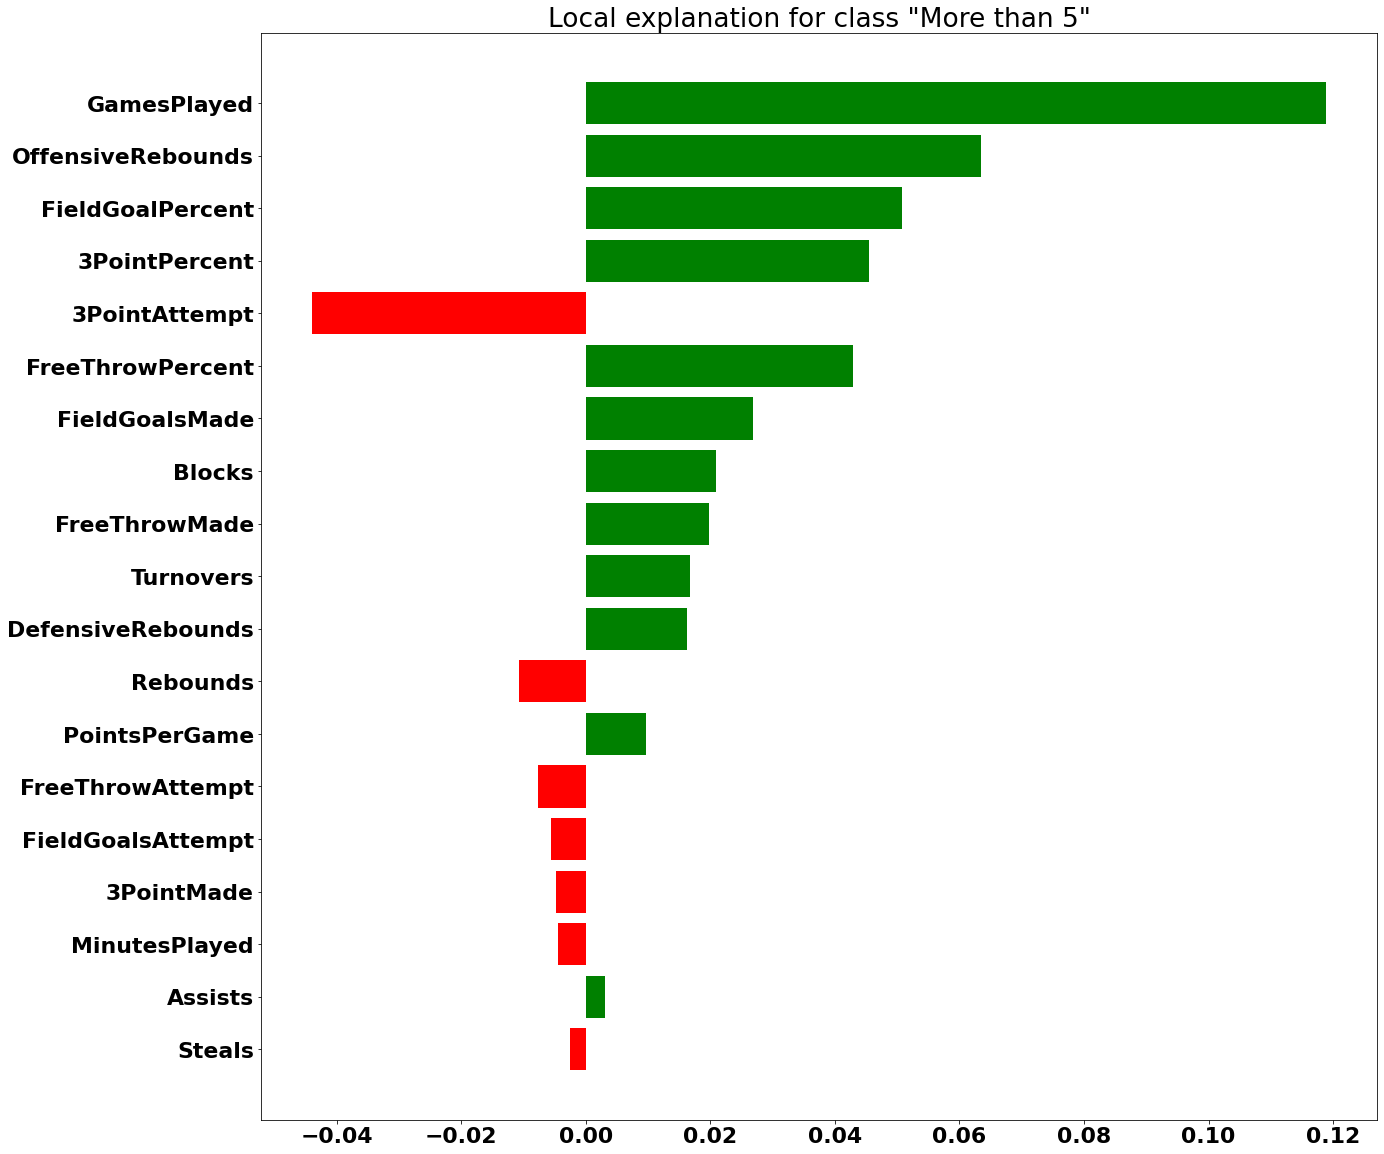 Local explanation for class "More than 5"
GamesPlayed
OffensiveRebounds
FieldGoalPercent
3PointPercent
3PointAttempt
FreeThrowPercent
FieldGoalsMade
Blocks
FreeThrowMade
Turnovers
DefensiveRebounds
Rebounds
PointsPerGame
FreeThrowAttempt
FieldGoalsAttempt
3PointMade
MinutesPlayed
Assists
Steals
−0.04 −0.02 0.00 0.02 0.04 0.06 0.08 0.10 0.12